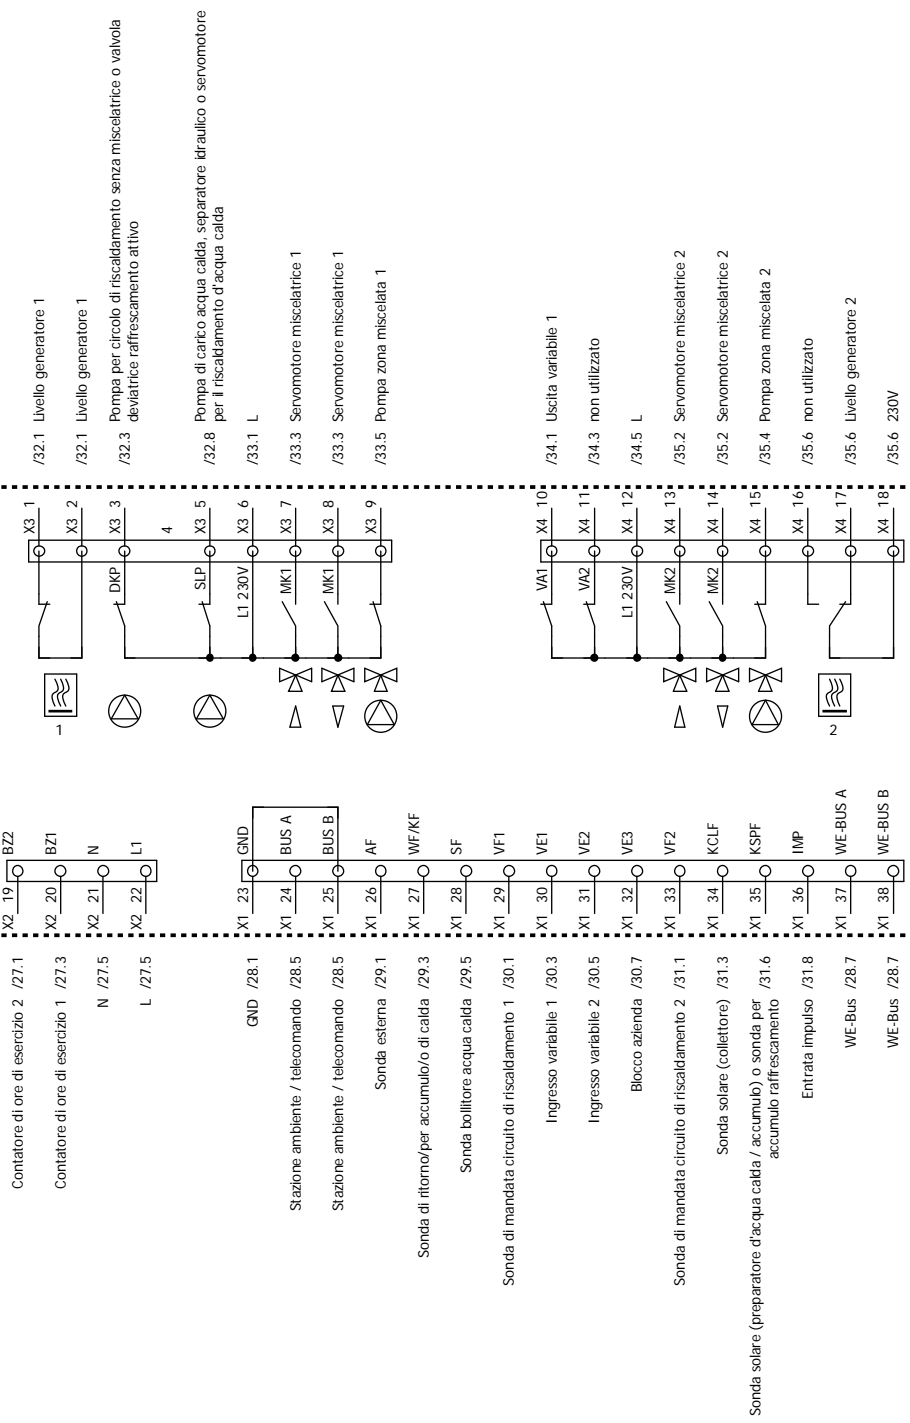 /32.1 Livello generatore 1
/32.1 Livello generatore 1
/32.3 Pompa per circolo di riscaldamento senza miscelatrice o valvola
deviatrice raffrescamento attivo
/32.8 Pompa di carico acqua calda, separatore idraulico o servomotore
per il riscaldamento d'acqua calda
/33.1 L
/33.3 Servomotore miscelatrice 1
/33.3 Servomotore miscelatrice 1
/33.5 Pompa zona miscelata 1
/34.1 Uscita variabile 1
/34.3 non utilizzato
/34.5 L
/35.2 Servomotore miscelatrice 2
/35.2 Servomotore miscelatrice 2
/35.4 Pompa zona miscelata 2
/35.6 non utilizzato
/35.6 Livello generatore 2
/35.6 230V
X3 1
X3 2
DKP X3 3
4
SLP X3 5
L1 230V X3 6
MK1 X3 7
MK1 X3 8
X3 9
VA1 X4 10
VA2 X4 11
L1 230V X4 12
MK2 X4 13
MK2 X4 14
X4 15
X4 16
X4 17
X4 18
1
2
X2 19 BZ2
X2 20 BZ1
X2 21 N
X2 22 L1
X1 23 GND
X1 24 BUS A
X1 25 BUS B
X1 26 AF
X1 27 WF/KF
X1 28 SF
X1 29 VF1
X1 30 VE1
X1 31 VE2
X1 32 VE3
X1 33 VF2
X1 34 KCLF
X1 35 KSPF
X1 36 IMP
X1 37 WE-BUS A
X1 38 WE-BUS B
Contatore di ore di esercizio 2 /27.1
Contatore di ore di esercizio 1 /27.3
N /27.5
L /27.5
GND /28.1
Stazione ambiente / telecomando /28.5
Stazione ambiente / telecomando /28.5
Sonda esterna /29.1
Sonda di ritorno/per accumulo/o di calda /29.3
Sonda bollitore acqua calda /29.5
Sonda di mandata circuito di riscaldamento 1 /30.1
Ingresso variabile 1 /30.3
Ingresso variabile 2 /30.5
Blocco azienda /30.7
Sonda di mandata circuito di riscaldamento 2 /31.1
Sonda solare (collettore) /31.3
Sonda solare (preparatore d'acqua calda / accumulo) o sonda per /31.6
accumulo raffrescamento
Entrata impulso /31.8
WE-Bus /28.7
WE-Bus /28.7